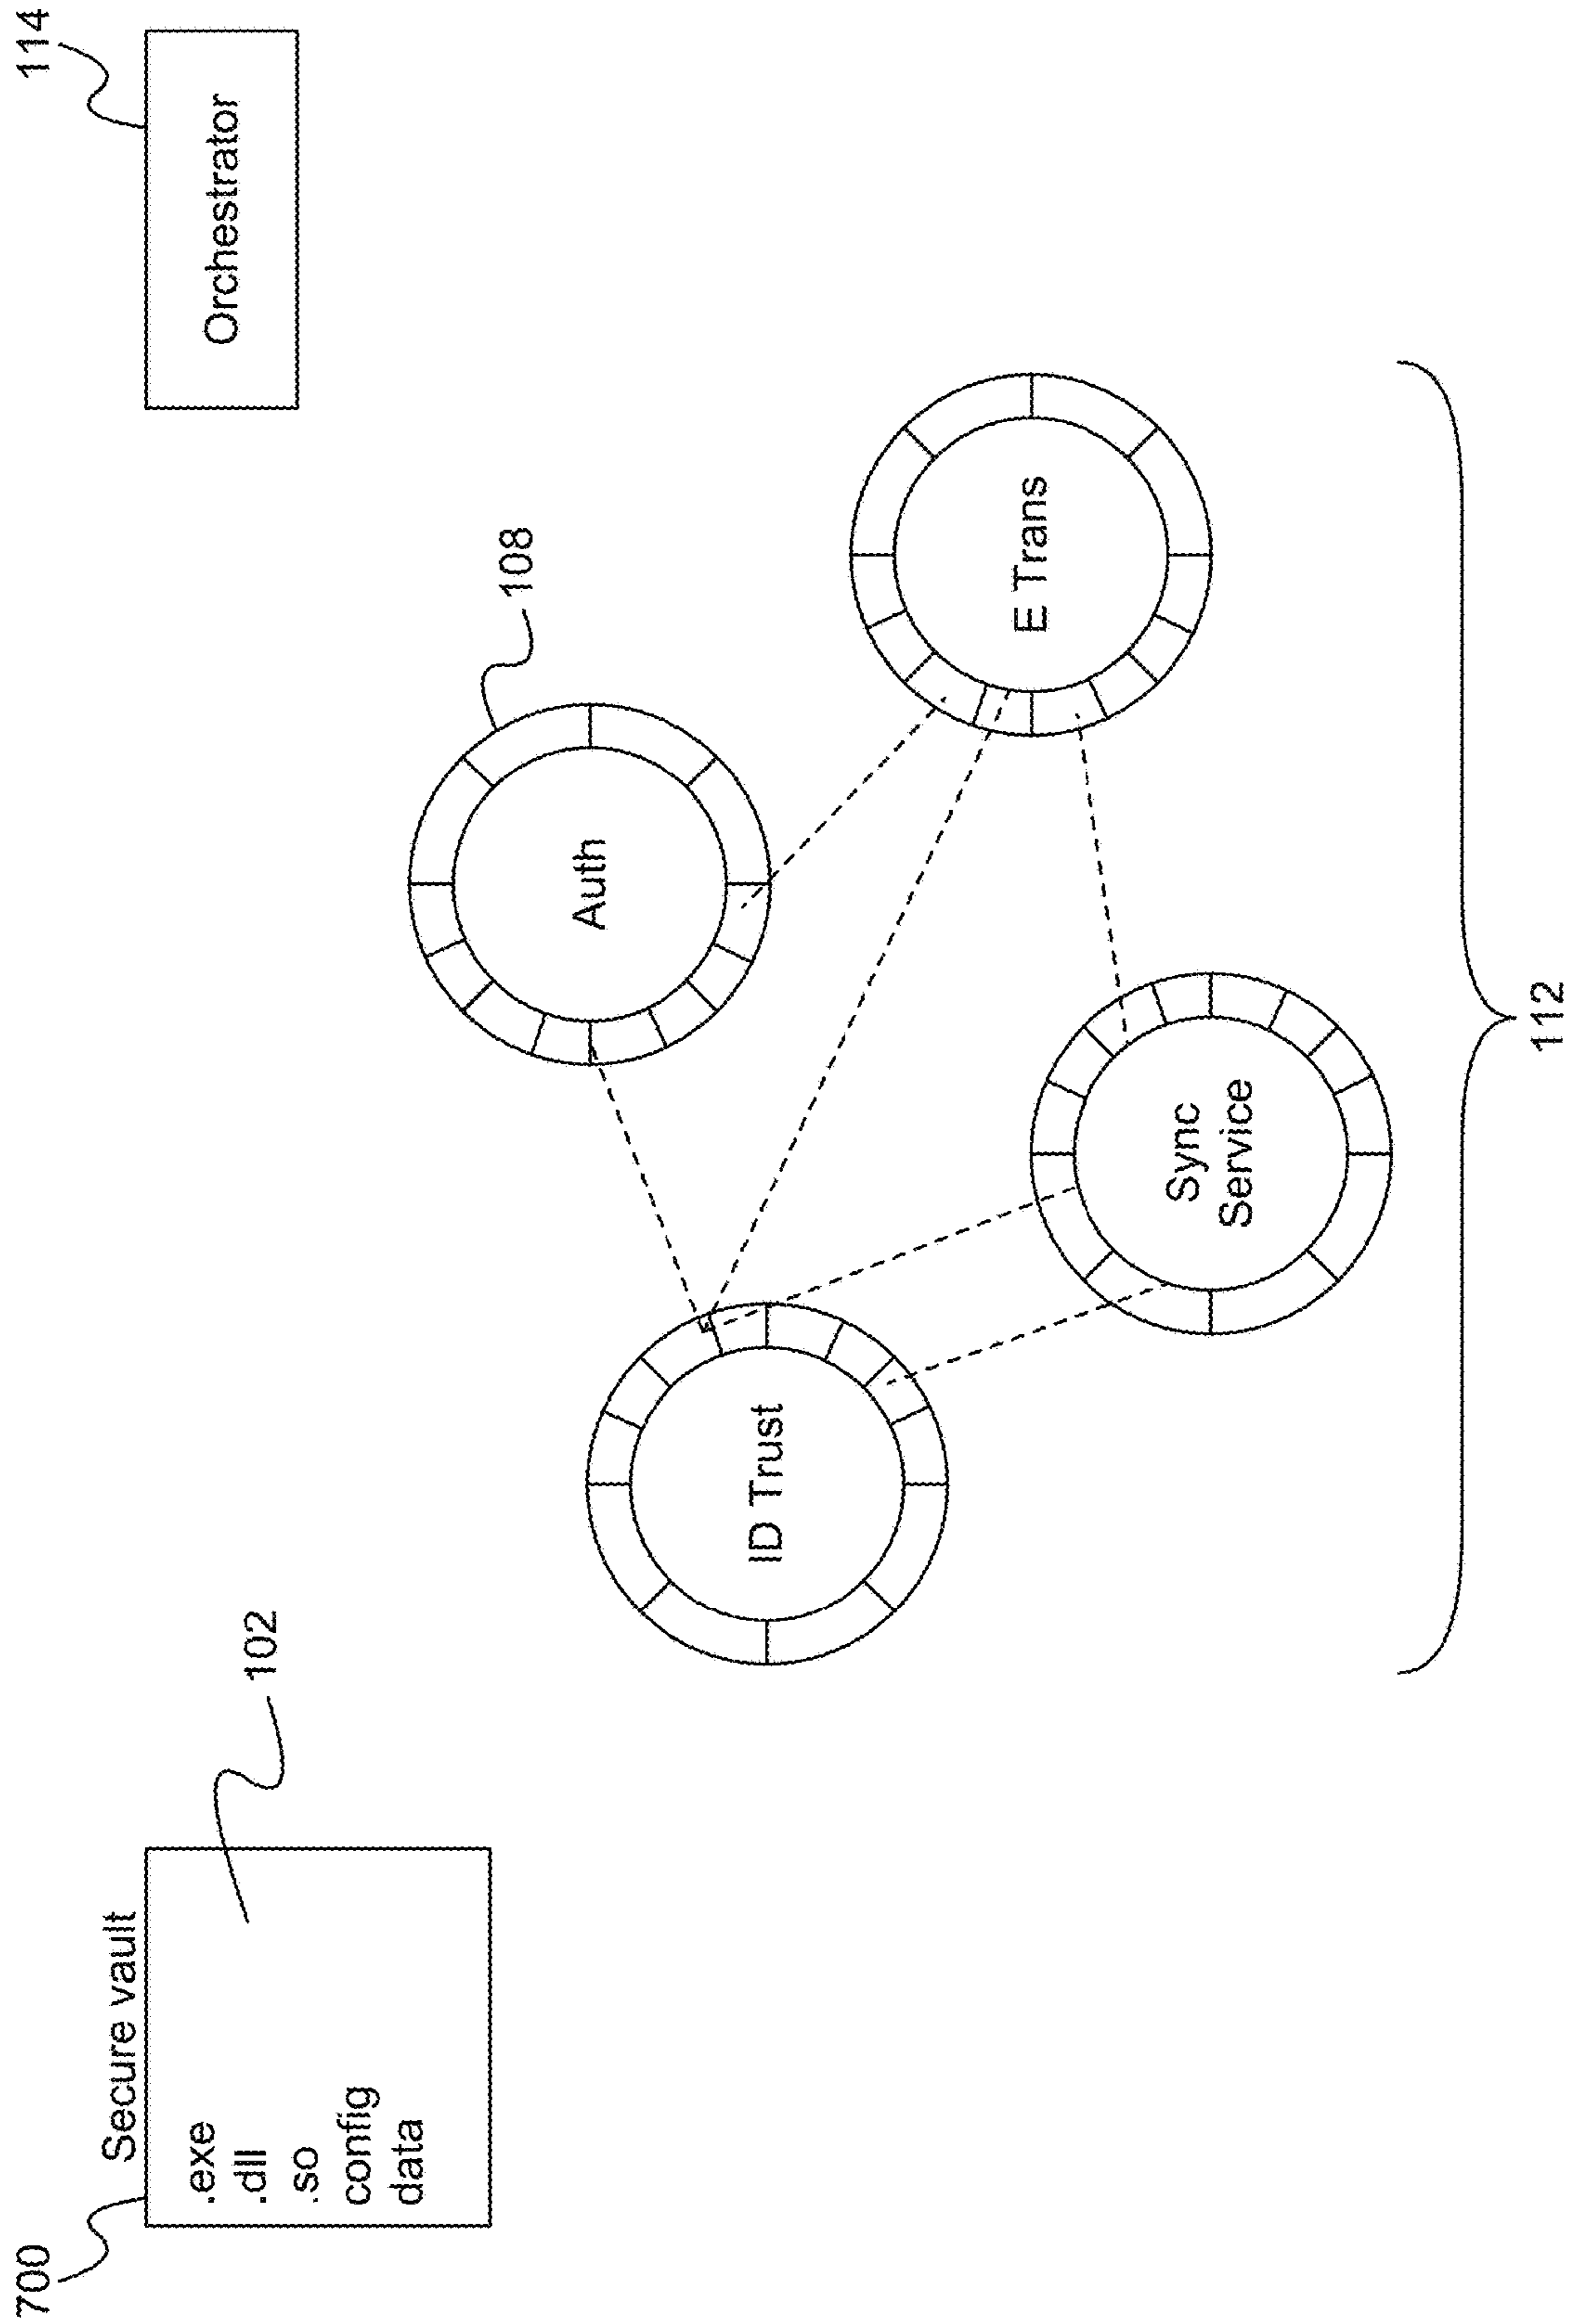 700
Secure vault
.exe
.dll
.so
config
data
102
114
Orchestrator
108
Auth
ID Trust
E Trans
Sync
Service
112